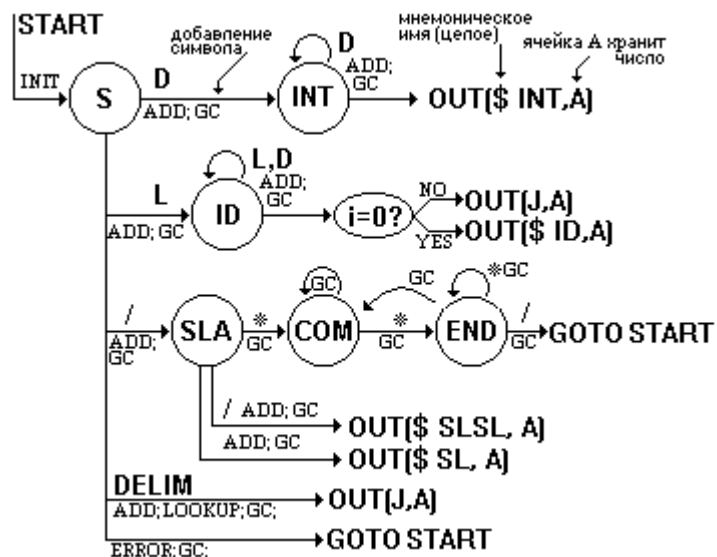 START
добавление
символа
мнемоническое
имя (целое)
ячейка А хранит
число
INIT
S
D
ADD; GC
INT
D
ADD;
GC
OUT($ INT,A)
L
ADD; GC
ID
L,D
ADD;
GC
i=0?
NO
OUT(J,A)
YES
OUT($ ID,A)
/
ADD;
GC
SLA
*
GC
GC
COM
GC
*
GC
*GC
END
/
GC
GOTO START
/ ADD; GC
OUT($ SLSL, A)
ADD; GC
OUT($ SL, A)
DELIM
ADD;LOOKUP;GC;
OUT(J,A)
ERROR;GC;
GOTO START